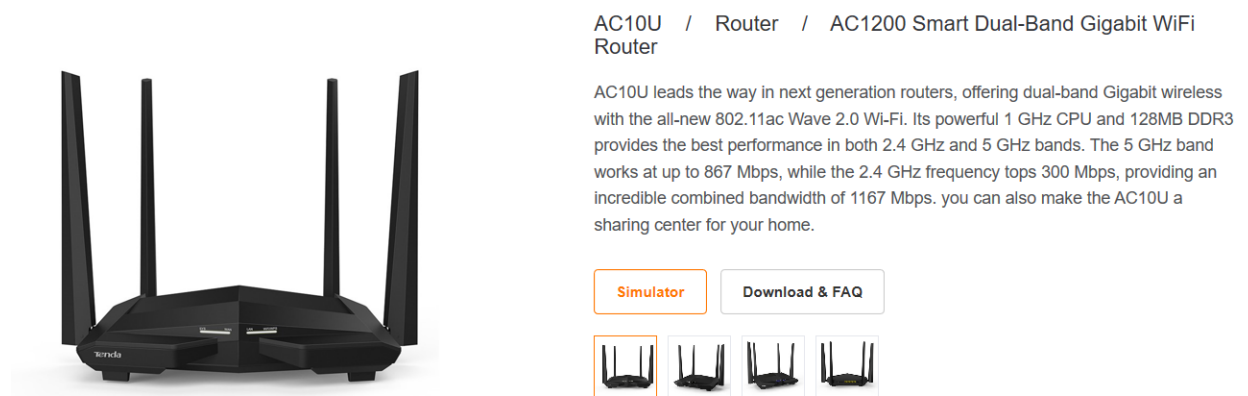 AC10U / Router / AC1200 Smart Dual-Band Gigabit WiFi
Router
AC10U leads the way in next generation routers, offering dual-band Gigabit wireless
with the all-new 802.11ac Wave 2.0 Wi-Fi. Its powerful 1 GHz CPU and 128MB DDR3
provides the best performance in both 2.4 GHz and 5 GHz bands. The 5 GHz band
works at up to 867 Mbps, while the 2.4 GHz frequency tops 300 Mbps, providing an
incredible combined bandwidth of 1167 Mbps. you can also make the AC10U a
sharing center for your home.
Simulator
Download & FAQ
Tenda